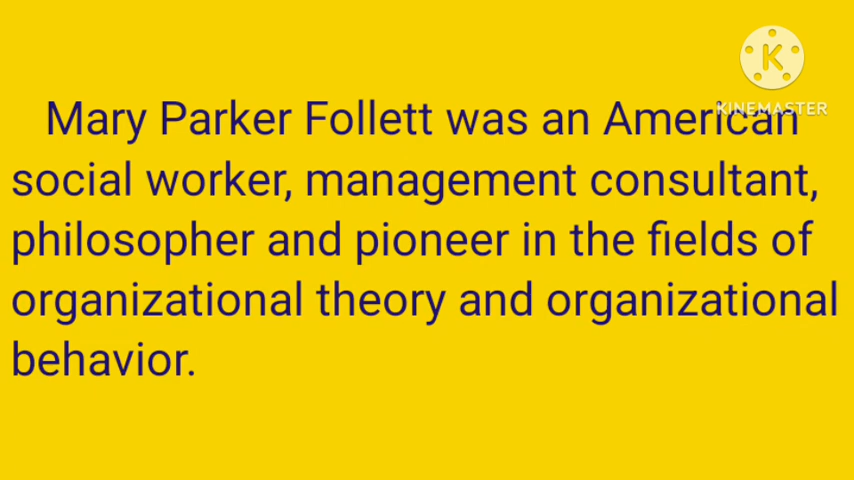 K
KINEMASTER
Mary Parker Follett was an American
social worker, management consultant,
philosopher and pioneer in the fields of
organizational theory and organizational
behavior.